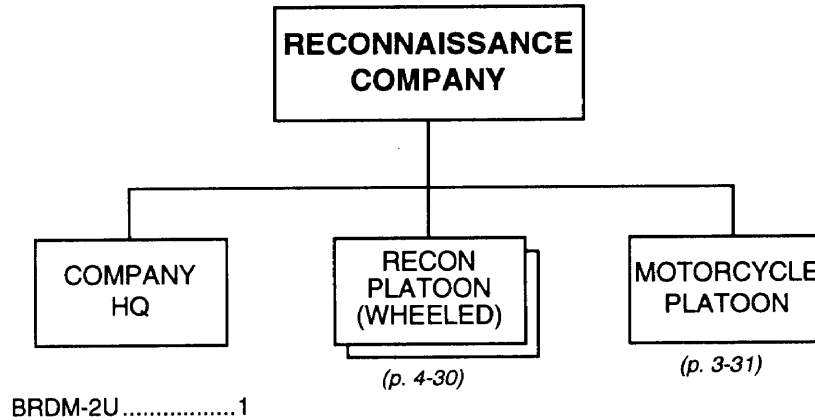 RECONNAISSANCE
COMPANY
COMPANY
HQ
RECON
PLATOON
(WHEELED)
MOTORCYCLE
PLATOON
(p. 4-30)
(p. 3-31)
BRDM-2U................1